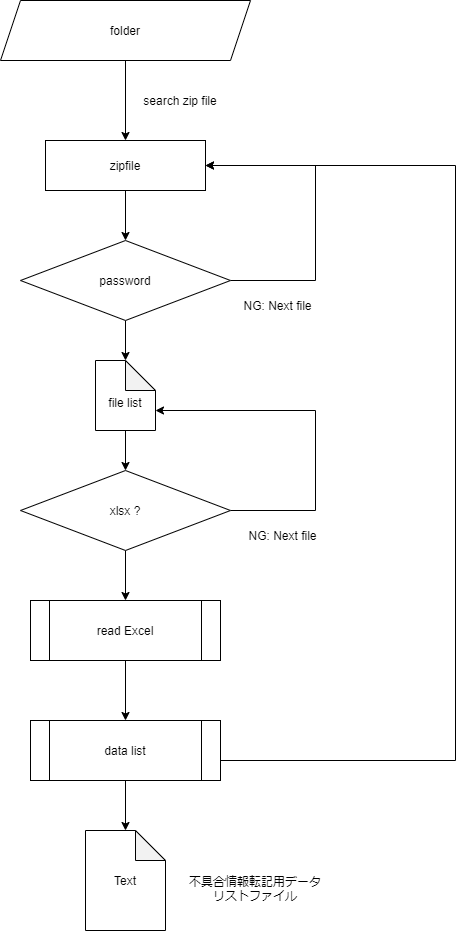 folder
search zip file
zipfile
password
NG: Next file
file list
xlsx ?
NG: Next file
read Excel
data list
Text
不具合情報転記用データ
リストファイル